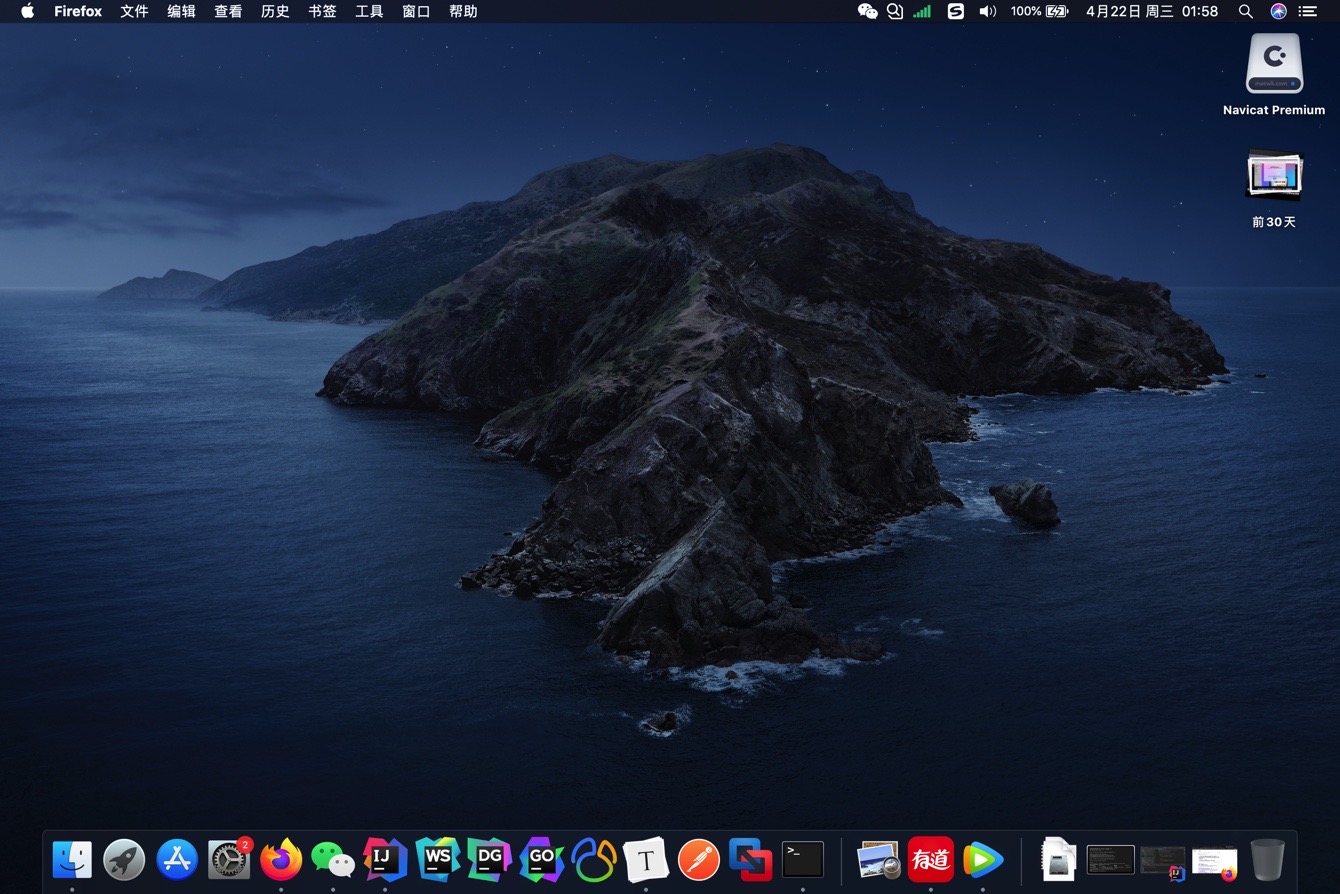 Firefox 文件 编辑 查看 历史 书签 工具 窗口 帮助 100% 4月22日 周三 01:58
Navicat Premium
前30天
2
IJ
WS
DG
GO
T
>_
有道